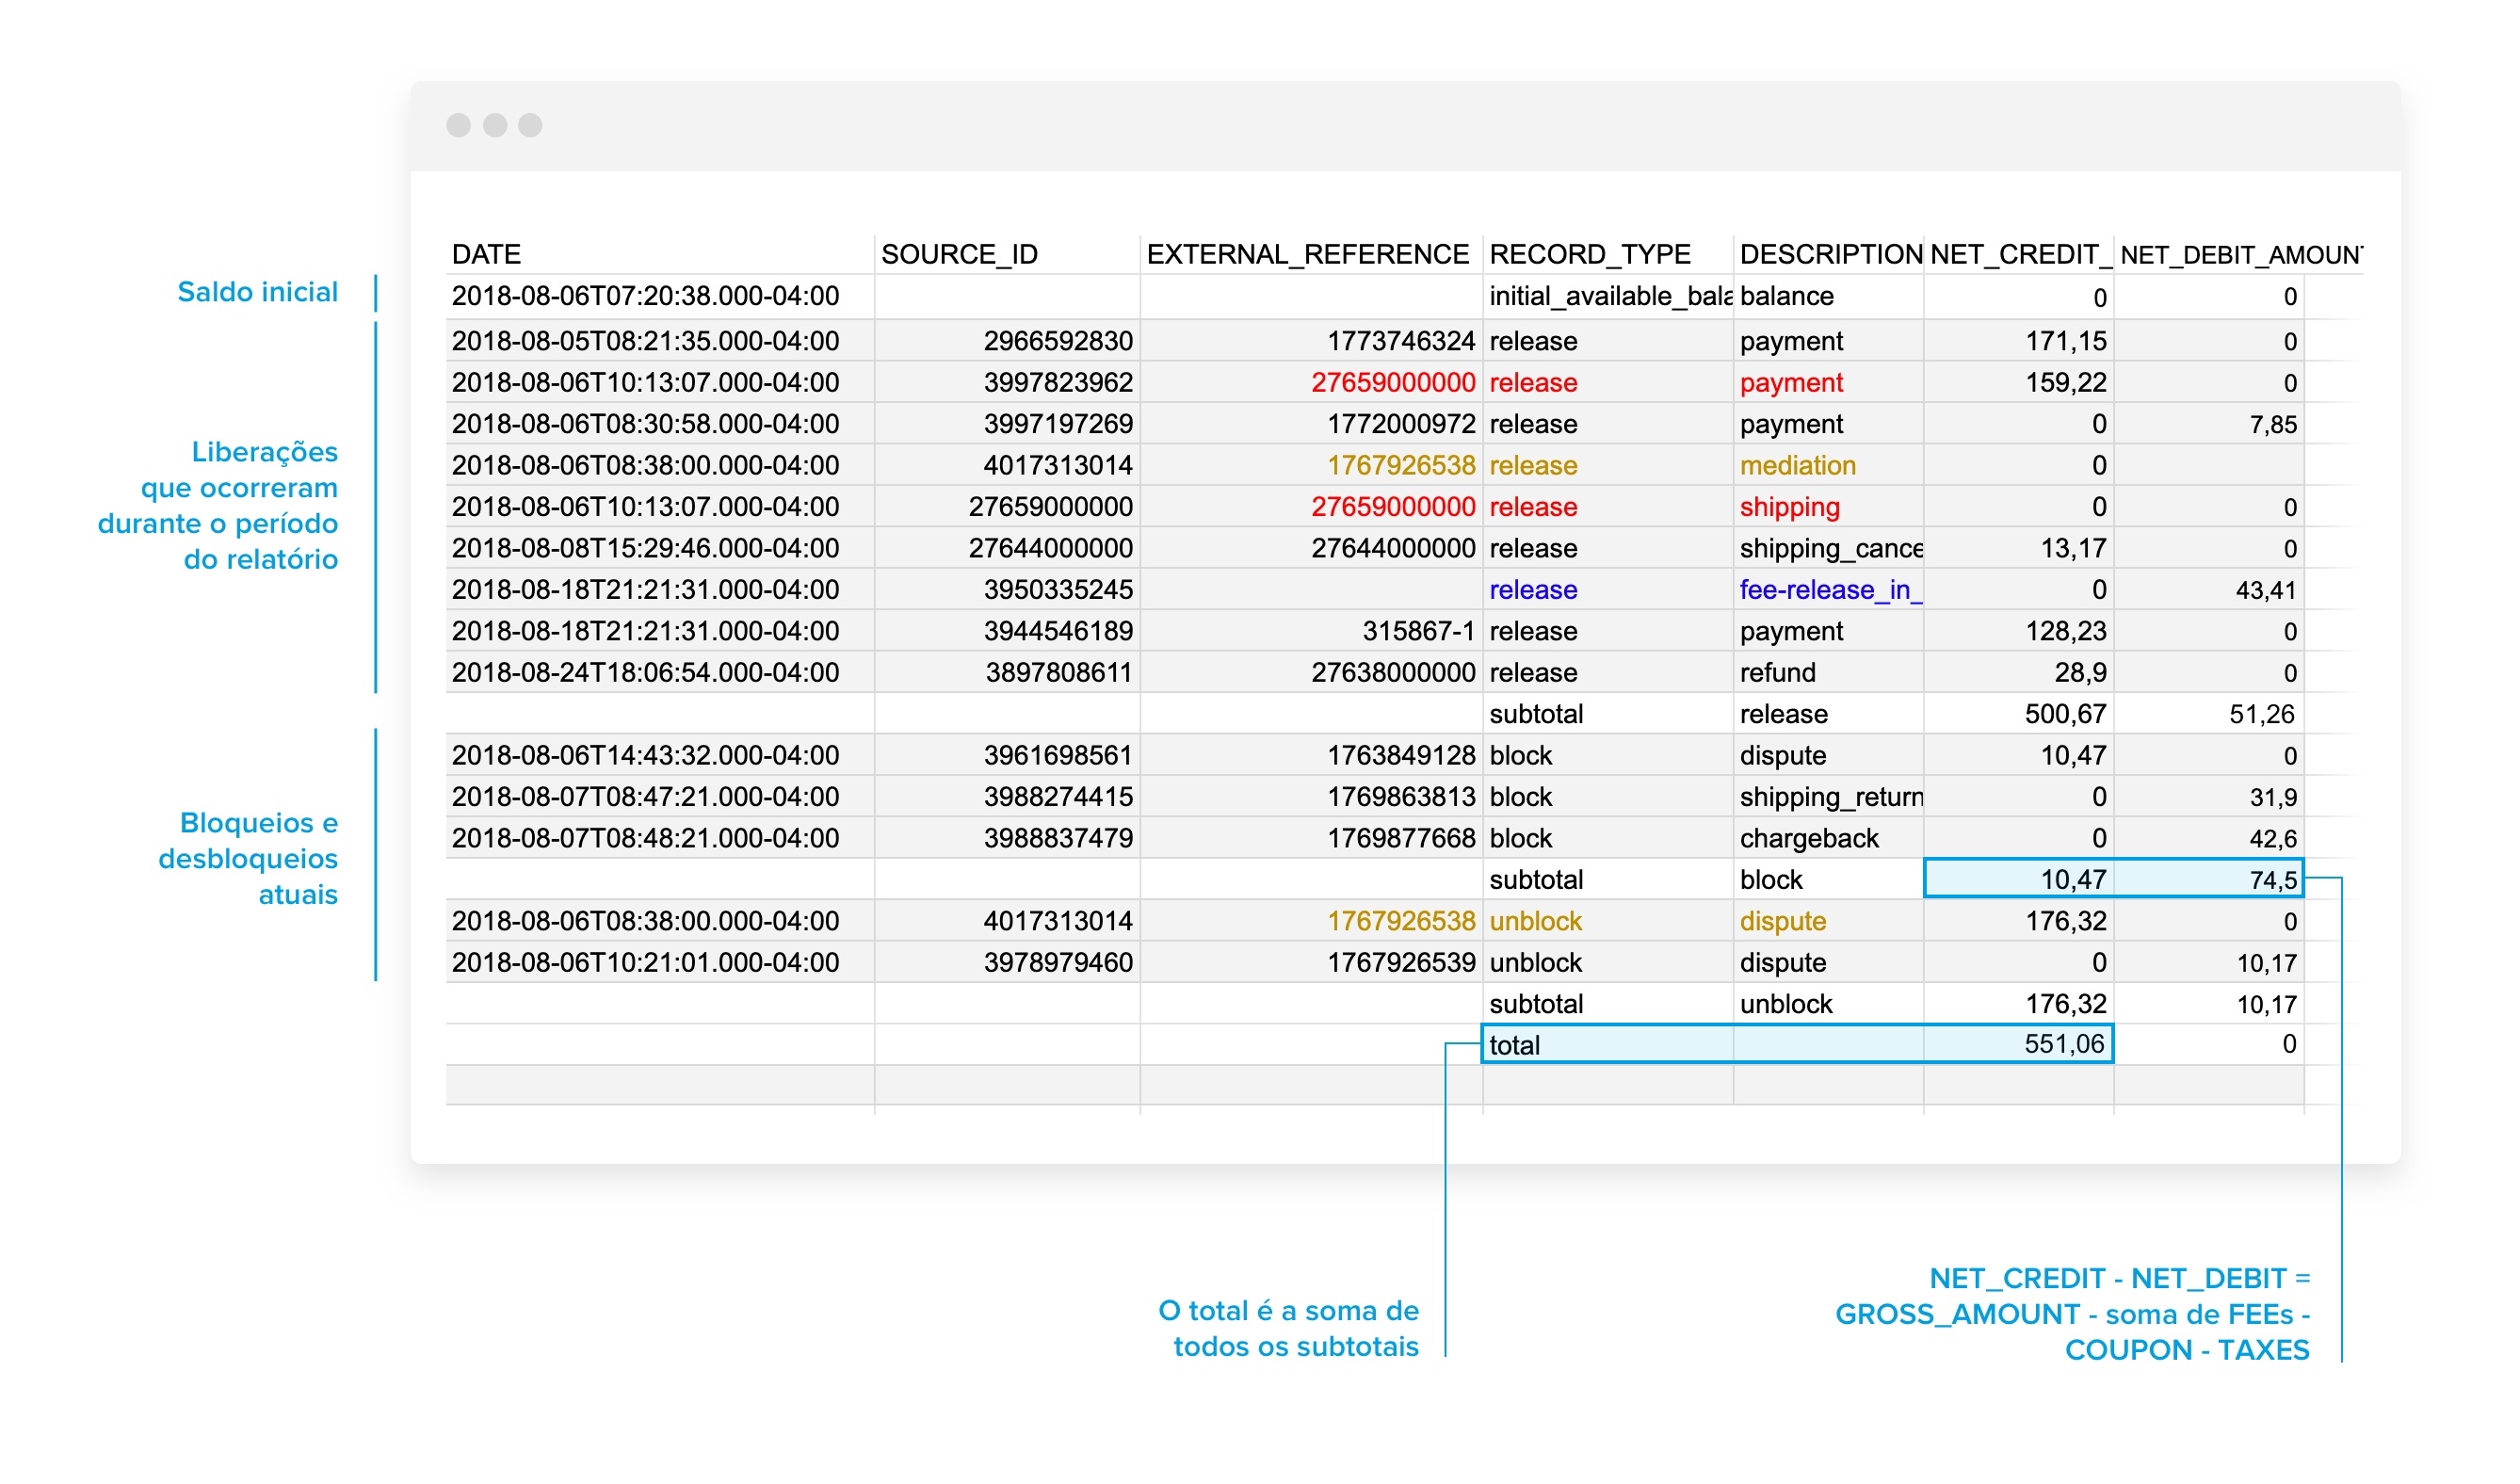 DATE SOURCE_ID EXTERNAL_REFERENCE RECORD_TYPE DESCRIPTION NET_CREDIT_ NET_DEBIT_AMOUNT
Saldo inicial
2018-08-06T07:20:38.000-04:00 initial_available_bala balance 0 0
Liberações
que ocorreram
durante o período
do relatório
2018-08-05T08:21:35.000-04:00 2966592830 1773746324 release payment 171,15 0
2018-08-06T10:13:07.000-04:00 3997823962 27659000000 release payment 159,22 0
2018-08-06T08:30:58.000-04:00 3997197269 1772000972 release payment 0 7,85
2018-08-06T08:38:00.000-04:00 4017313014 1767926538 release mediation 0
2018-08-06T10:13:07.000-04:00 27659000000 27659000000 release shipping 0 0
2018-08-08T15:29:46.000-04:00 27644000000 27644000000 release shipping_cance 13,17 0
2018-08-18T21:21:31.000-04:00 3950335245 release fee-release_in_ 0 43,41
2018-08-18T21:21:31.000-04:00 3944546189 315867-1 release payment 128,23 0
2018-08-24T18:06:54.000-04:00 3897808611 27638000000 release refund 28,9 0
subtotal release 500,67 51,26
Bloqueios e
desbloqueios
atuais
2018-08-06T14:43:32.000-04:00 3961698561 1763849128 block dispute 10,47 0
2018-08-07T08:47:21.000-04:00 3988274415 1769863813 block shipping_return 0 31,9
2018-08-07T08:48:21.000-04:00 3988837479 1769877668 block chargeback 0 42,6
subtotal block 10,47 74,5
2018-08-06T08:38:00.000-04:00 4017313014 1767926538 unblock dispute 176,32 0
2018-08-06T10:21:01.000-04:00 3978979460 1767926539 unblock dispute 0 10,17
subtotal unblock 176,32 10,17
total 551,06 0
O total é a soma de
todos os subtotais
NET_CREDIT - NET_DEBIT =
GROSS_AMOUNT - soma de FEEs -
COUPON - TAXES